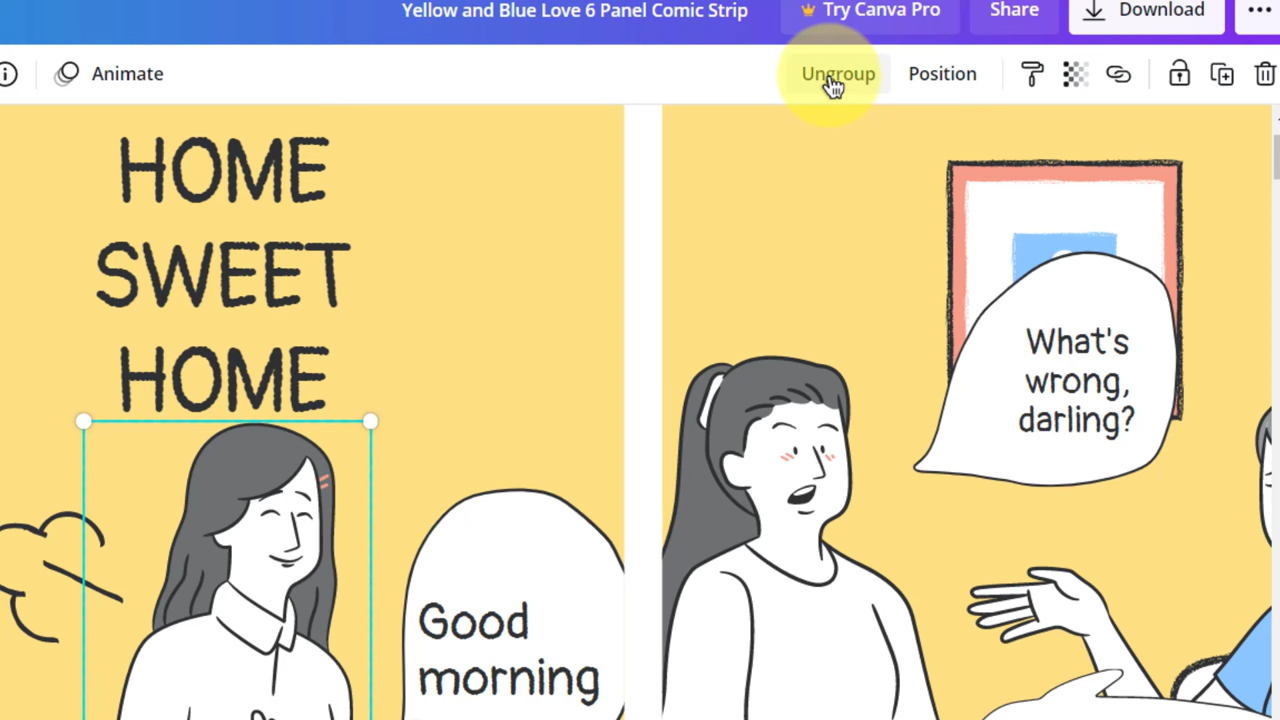 Yellow and Blue Love 6 Panel Comic Strip
Try Canva Pro
Share
Download
Animate
Ungroup
Position
HOME
SWEET
HOME
What's
wrong,
darling?
Good
morning